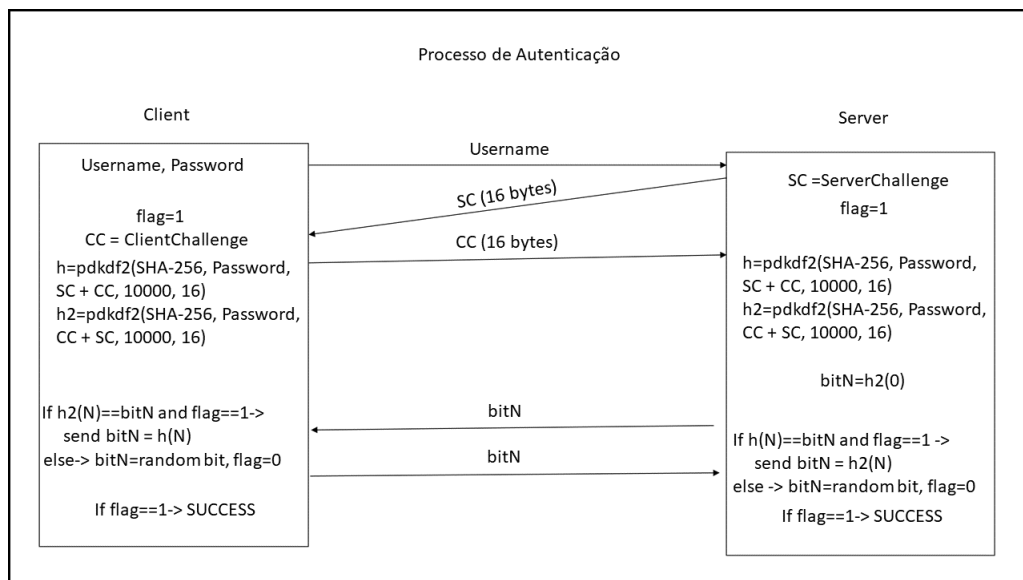 Processo de Autenticação
Client
Server
Username, Password
flag=1
CC = ClientChallenge
h=pdkdf2(SHA-256, Password,
SC + CC, 10000, 16)
h2=pdkdf2(SHA-256, Password,
CC + SC, 10000, 16)
If h2(N)==bitN and flag==1->
send bitN = h(N)
else-> bitN=random bit, flag=0
If flag==1-> SUCCESS
Username
SC (16 bytes)
CC (16 bytes)
bitN
bitN
SC =ServerChallenge
flag=1
h=pdkdf2(SHA-256, Password,
SC + CC, 10000, 16)
h2=pdkdf2(SHA-256, Password,
CC + SC, 10000, 16)
bitN=h2(0)
If h(N)==bitN and flag==1 ->
send bitN = h2(N)
else -> bitN=random bit, flag=0
If flag==1-> SUCCESS